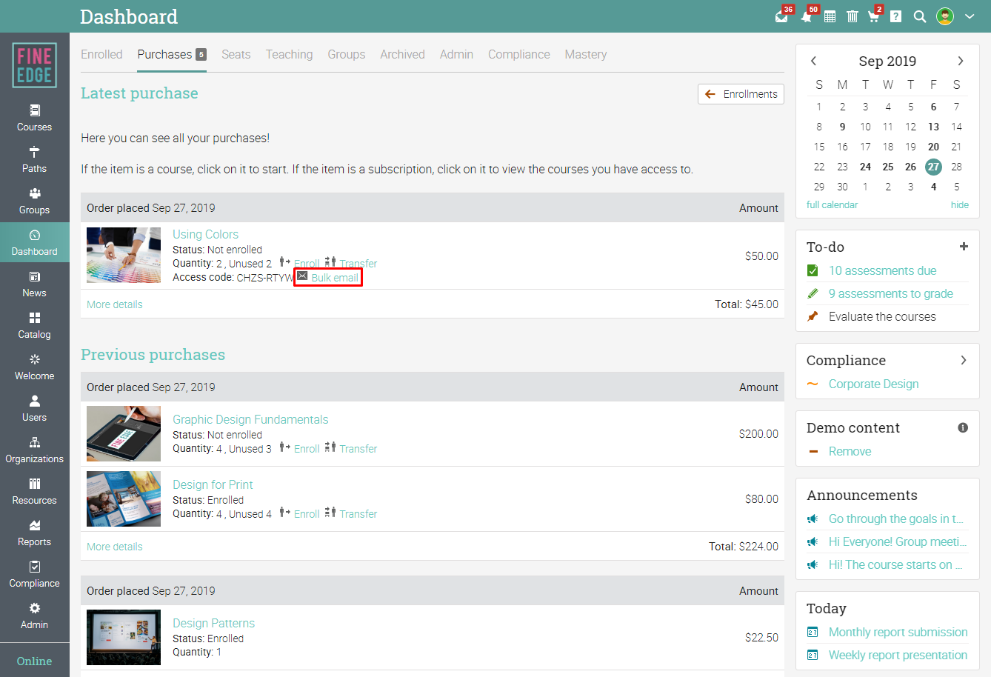 Dashboard
36
50
2
?
FINE
EDGE
Courses
Paths
Groups
Dashboard
News
Catalog
Welcome
Users
Organizations
Resources
Reports
Compliance
Admin
Online
Enrolled Purchases 5 Seats Teaching Groups Archived Admin Compliance Mastery
Latest purchase
Enrollments
Here you can see all your purchases!
If the item is a course, click on it to start. If the item is a subscription, click on it to view the courses you have access to.
Order placed Sep 27, 2019 Amount
Using Colors
Status: Not enrolled
$50.00
Quantity: 2 , Unused 2 Enroll Transfer
Access code: CHZS-RTYW Bulk email
More details Total: $45.00
Previous purchases
Order placed Sep 27, 2019 Amount
Graphic Design Fundamentals
Status: Not enrolled
$200.00
Quantity: 4 , Unused 3 Enroll Transfer
Design for Print
Status: Enrolled
$80.00
Quantity: 4 , Unused 4 Enroll Transfer
More details Total: $224.00
Order placed Sep 27, 2019 Amount
Design Patterns
Status: Enrolled
$22.50
Quantity: 1
Sep 2019
S M T W T F S
1 2 3 4 5 6 7
8 9 10 11 12 13 14
15 16 17 18 19 20 21
22 23 24 25 26 27 28
29 30 1 2 3 4 5
full calendar hide
To-do +
10 assessments due
9 assessments to grade
Evaluate the courses
Compliance
Corporate Design
Demo content
Remove
Announcements
Go through the goals in t...
Hi Everyone! Group meeti...
Hi! The course starts on ...
Today
Monthly report submission
Weekly report presentation